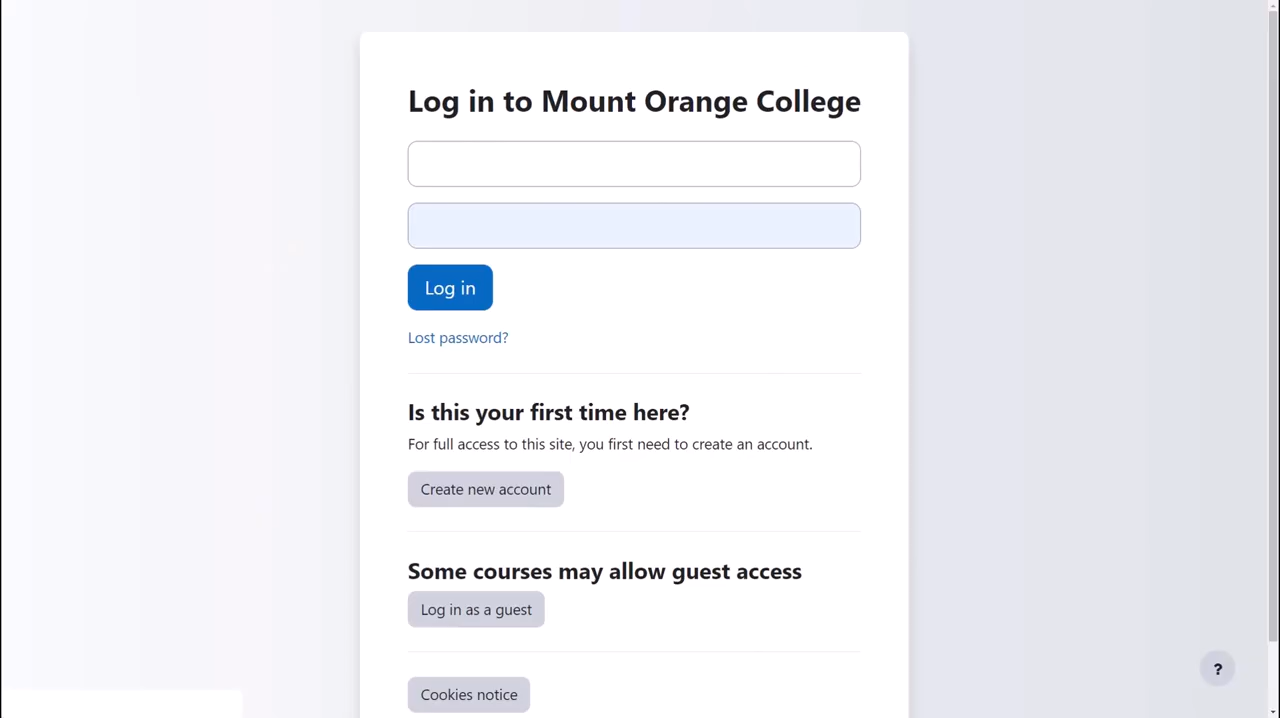 Log in to Mount Orange College
Log in
Lost password?
Is this your first time here?
For full access to this site, you first need to create an account.
Create new account
Some courses may allow guest access
Log in as a guest
?
Cookies notice